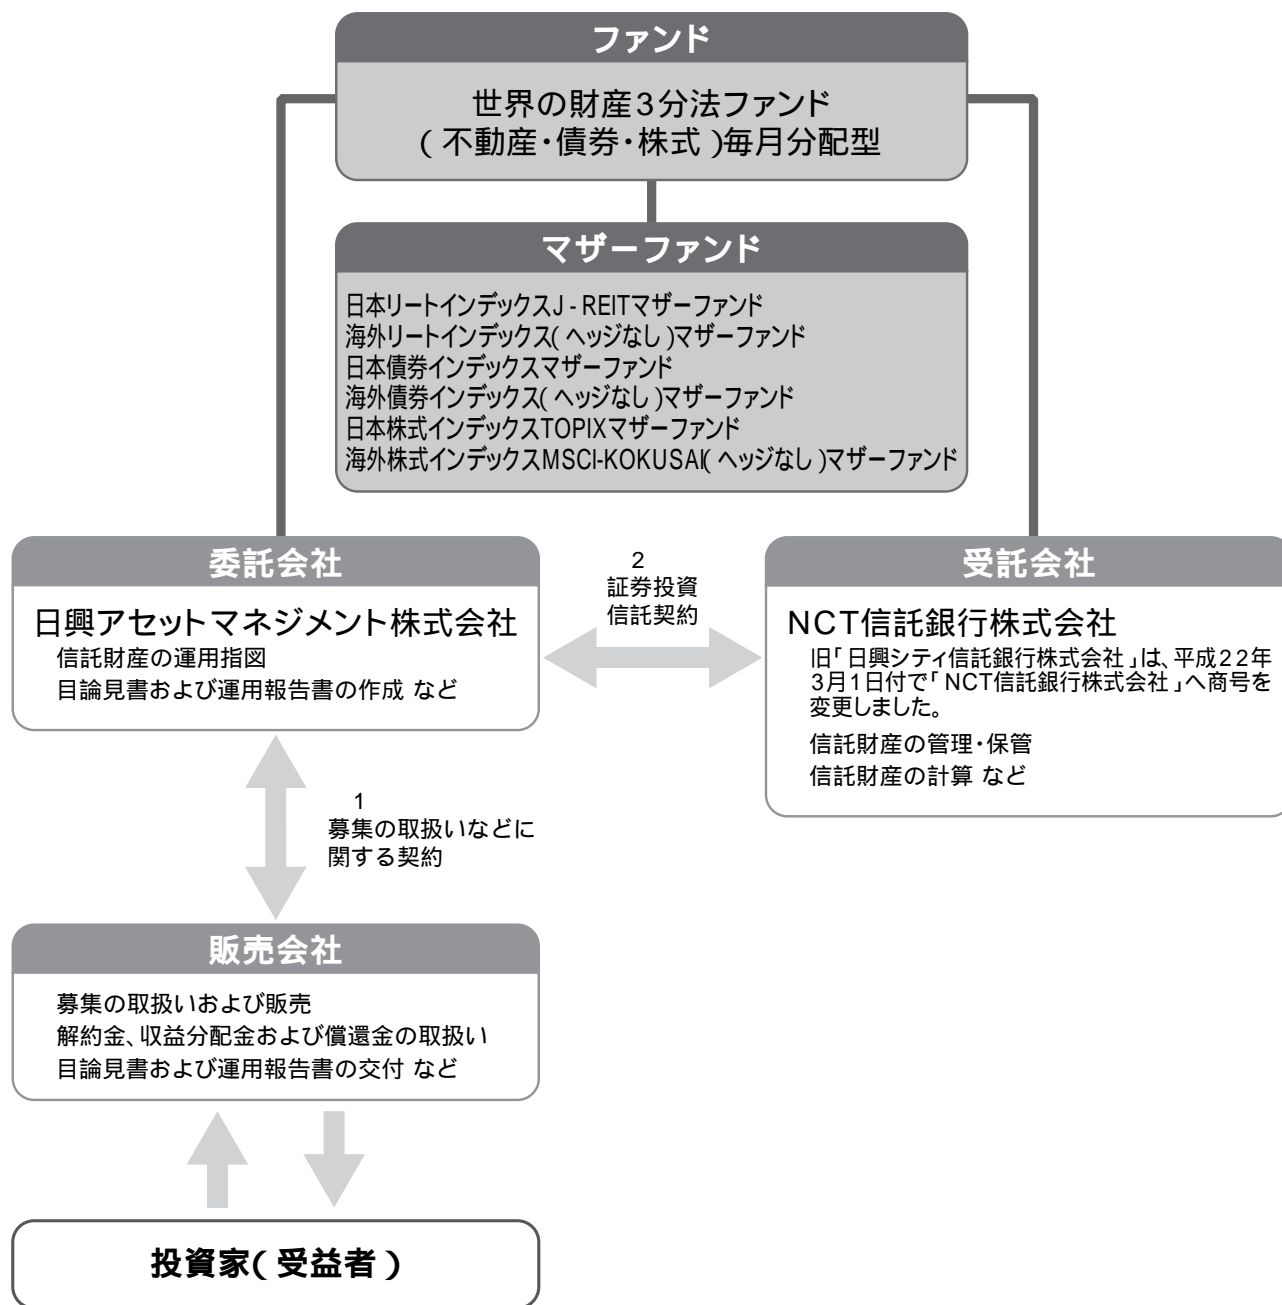 ファンド
世界の財産3分法ファンド
(不動産・債券・株式)毎月分配型
マザーファンド
日本リートインデックスJ-REITマザーファンド
海外リートインデックス(ヘッジなし)マザーファンド
日本債券インデックスマザーファンド
海外債券インデックス(ヘッジなし)マザーファンド
日本株式インデックスTOPIXマザーファンド
海外株式インデックスMSCI-KOKUSAI(ヘッジなし)マザーファンド
委託会社
日興アセットマネジメント株式会社
信託財産の運用指図
目論見書および運用報告書の作成 など
2
証券投資
信託契約
受託会社
NCT信託銀行株式会社
旧「日興シティ信託銀行株式会社」は、平成22年
3月1日付で「NCT信託銀行株式会社」へ商号を
変更しました。
信託財産の管理・保管
信託財産の計算 など
1
募集の取扱いなどに
関する契約
販売会社
募集の取扱いおよび販売
解約金、収益分配金および償還金の取扱い
目論見書および運用報告書の交付 など
投資家(受益者)